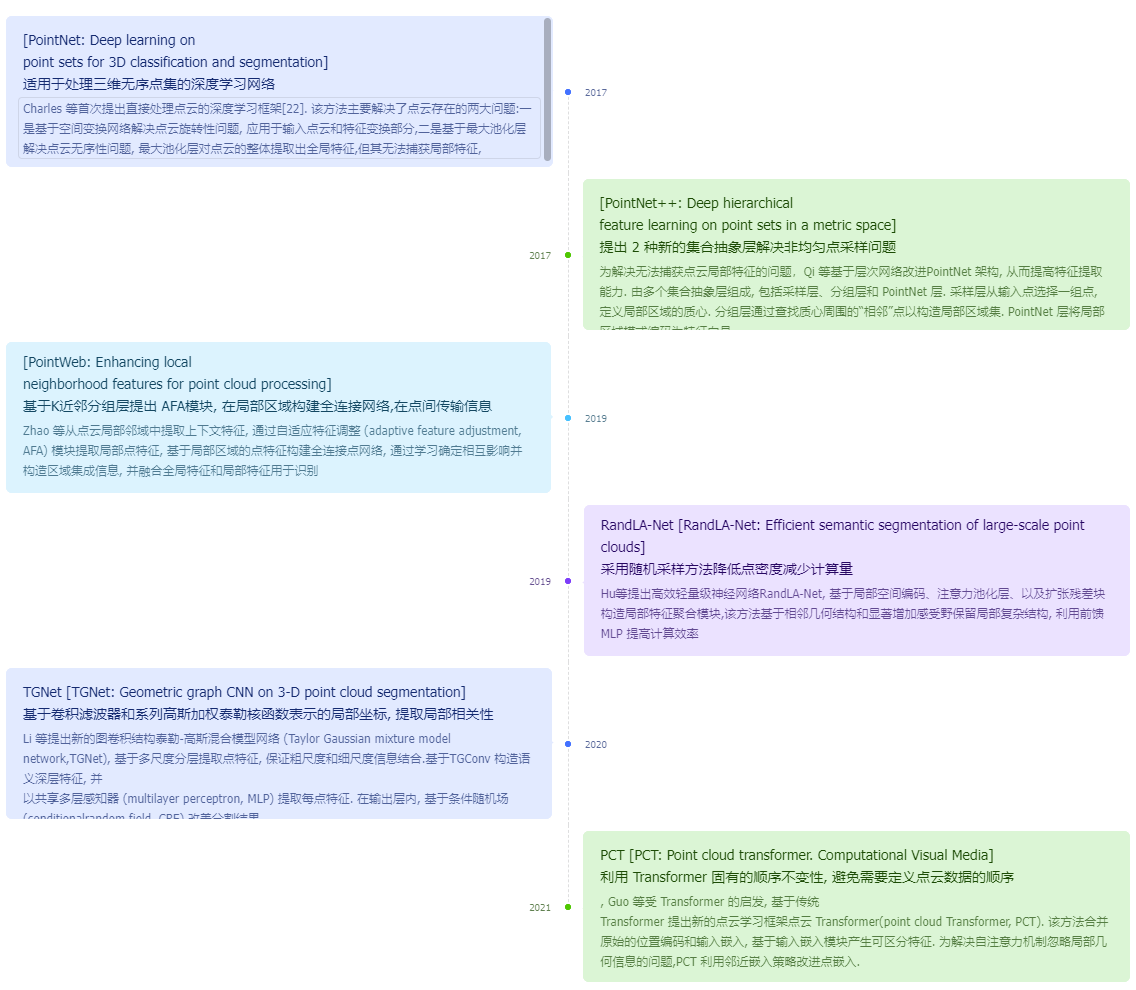 [PointNet: Deep learning on
point sets for 3D classification and segmentation]
适用于处理三维无序点集的深度学习网络
Charles 等首次提出直接处理点云的深度学习框架[22]. 该方法主要解决了点云存在的两大问题:一
是基于空间变换网络解决点云旋转性问题, 应用于输入点云和特征变换部分,二是基于最大池化层
解决点云无序性问题, 最大池化层对点云的整体提取出全局特征,但其无法捕获局部特征,
2017
[PointNet++: Deep hierarchical
feature learning on point sets in a metric space]
提出 2 种新的集合抽象层解决非均匀点采样问题
为解决无法捕获点云局部特征的问题，Qi 等基于层次网络改进PointNet 架构, 从而提高特征提取
能力. 由多个集合抽象层组成, 包括采样层、分组层和 PointNet 层. 采样层从输入点选择一组点,
定义局部区域的质心. 分组层通过查找质心周围的“相邻”点以构造局部区域集. PointNet 层将局部
2017
[PointWeb: Enhancing local
neighborhood features for point cloud processing]
基于K近邻分组层提出 AFA模块, 在局部区域构建全连接网络,在点间传输信息
Zhao 等从点云局部邻域中提取上下文特征, 通过自适应特征调整 (adaptive feature adjustment,
AFA) 模块提取局部点特征, 基于局部区域的点特征构建全连接点网络, 通过学习确定相互影响并
构造区域集成信息, 并融合全局特征和局部特征用于识别
2019
RandLA-Net [RandLA-Net: Efficient semantic segmentation of large-scale point
clouds]
采用随机采样方法降低点密度减少计算量
Hu等提出高效轻量级神经网络RandLA-Net, 基于局部空间编码、注意力池化层、以及扩张残差块
构造局部特征聚合模块,该方法基于相邻几何结构和显著增加感受野保留局部复杂结构, 利用前馈
MLP 提高计算效率
2019
TGNet [TGNet: Geometric graph CNN on 3-D point cloud segmentation]
基于卷积滤波器和系列高斯加权泰勒核函数表示的局部坐标, 提取局部相关性
Li 等提出新的图卷积结构泰勒-高斯混合模型网络 (Taylor Gaussian mixture model
network,TGNet), 基于多尺度分层提取点特征, 保证粗尺度和细尺度信息结合.基于TGConv 构造语
义深层特征, 并
以共享多层感知器 (multilayer perceptron, MLP) 提取每点特征. 在输出层内, 基于条件随机场
(conditionalrandom field, CRF) 改善分割结果
2020
PCT [PCT: Point cloud transformer. Computational Visual Media]
利用 Transformer 固有的顺序不变性, 避免需要定义点云数据的顺序
, Guo 等受 Transformer 的启发, 基于传统
Transformer 提出新的点云学习框架点云 Transformer(point cloud Transformer, PCT). 该方法合并
原始的位置编码和输入嵌入, 基于输入嵌入模块产生可区分特征. 为解决自注意力机制忽略局部几
何信息的问题,PCT 利用邻近嵌入策略改进点嵌入.
2021